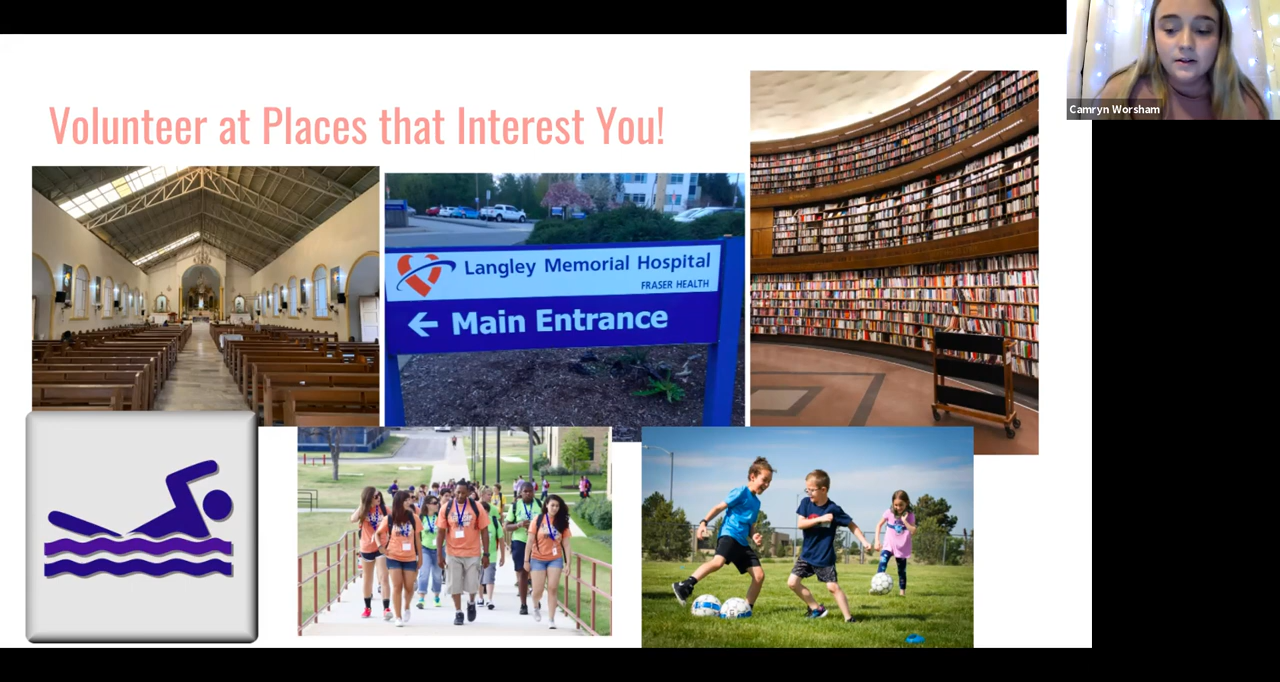 Volunteer at Places that Interest You!
Langley Memorial Hospital
FRASER HEALTH
← Main Entrance
Camryn Worsham